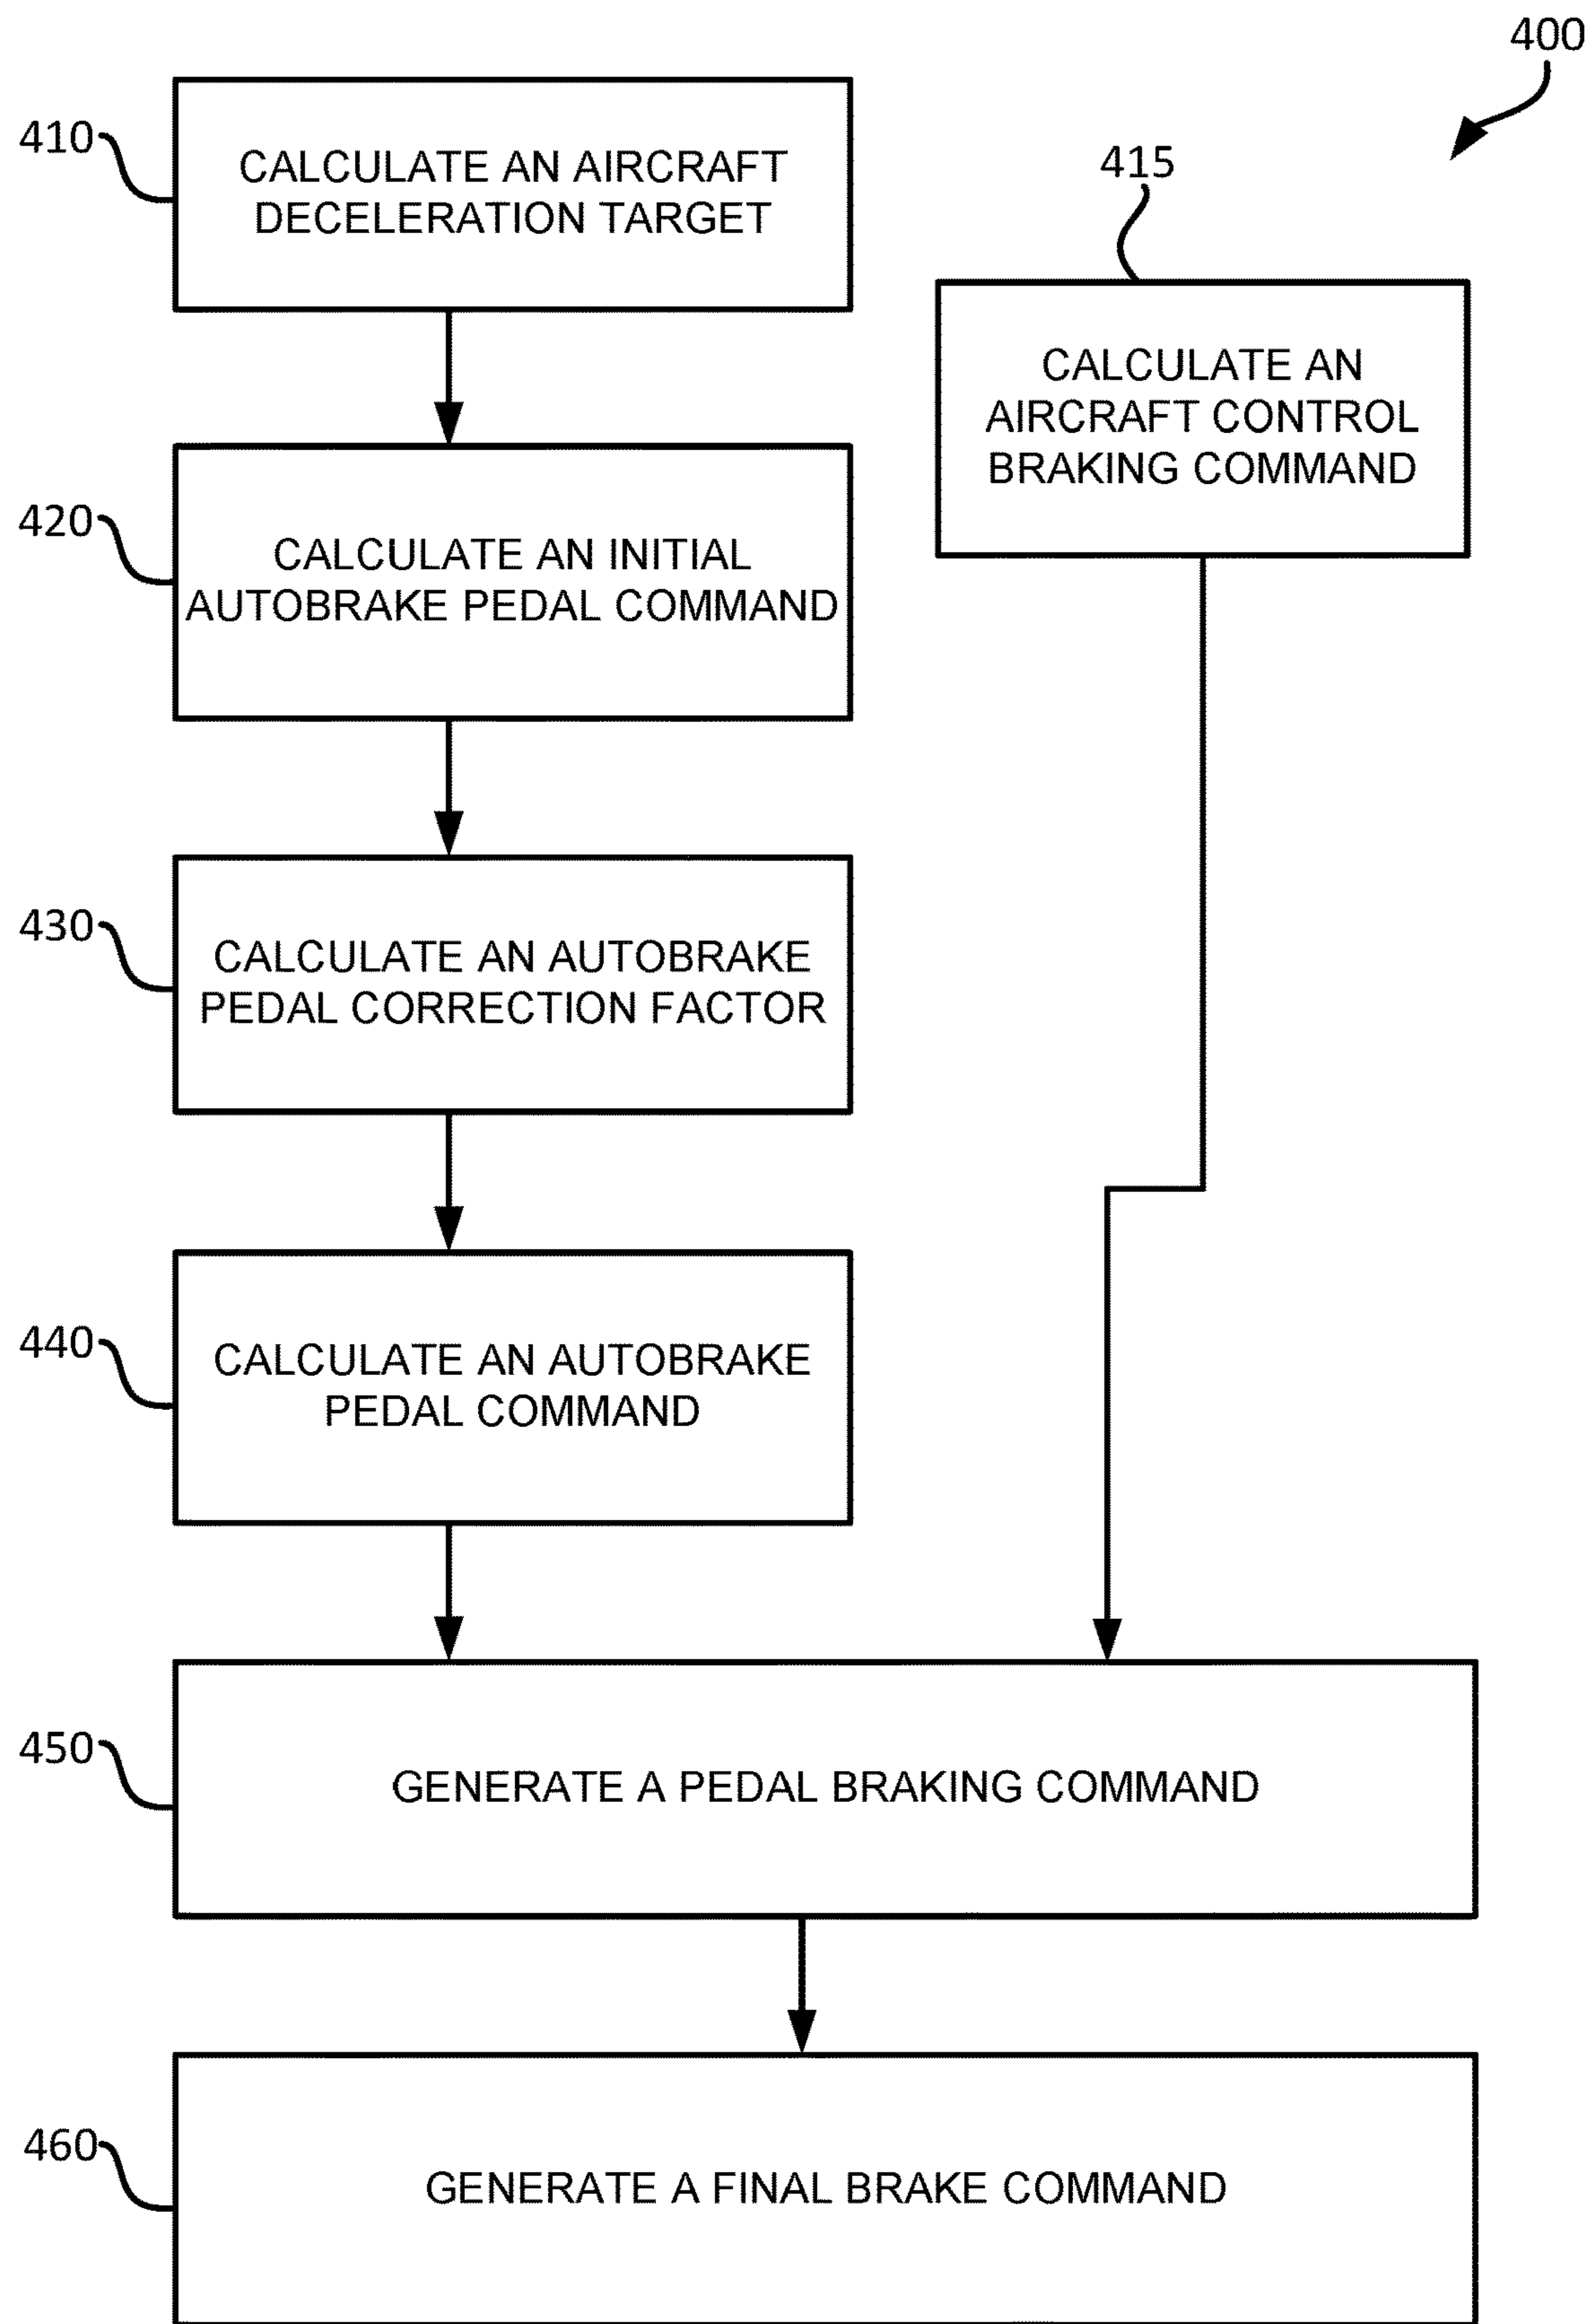 400
410
CALCULATE AN AIRCRAFT
DECELERATION TARGET
415
CALCULATE AN
AIRCRAFT CONTROL
BRAKING COMMAND
420
CALCULATE AN INITIAL
AUTOBRAKE PEDAL COMMAND
430
CALCULATE AN AUTOBRAKE
PEDAL CORRECTION FACTOR
440
CALCULATE AN AUTOBRAKE
PEDAL COMMAND
450
GENERATE A PEDAL BRAKING COMMAND
460
GENERATE A FINAL BRAKE COMMAND